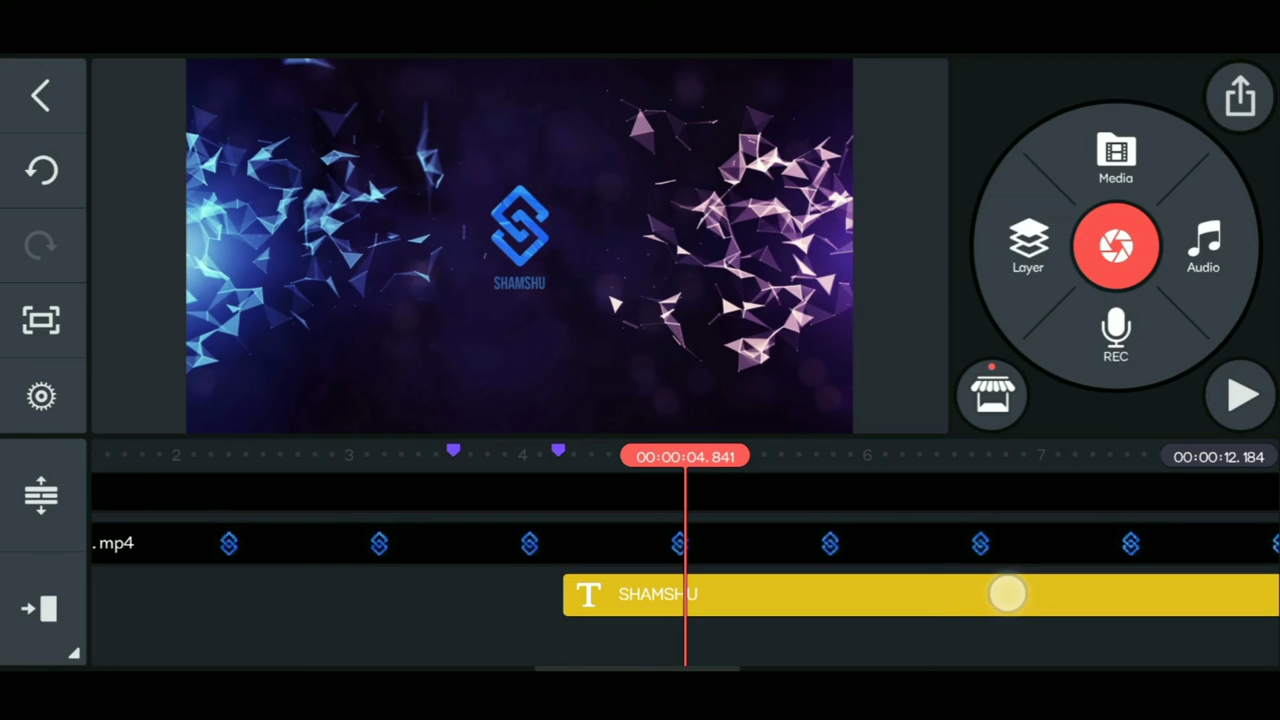 Media
Layer
Audio
REC
SHAMSHU
2
3
4
00:00:04.841
6
7
00:00:12.184
.mp4
T SHAMSHU